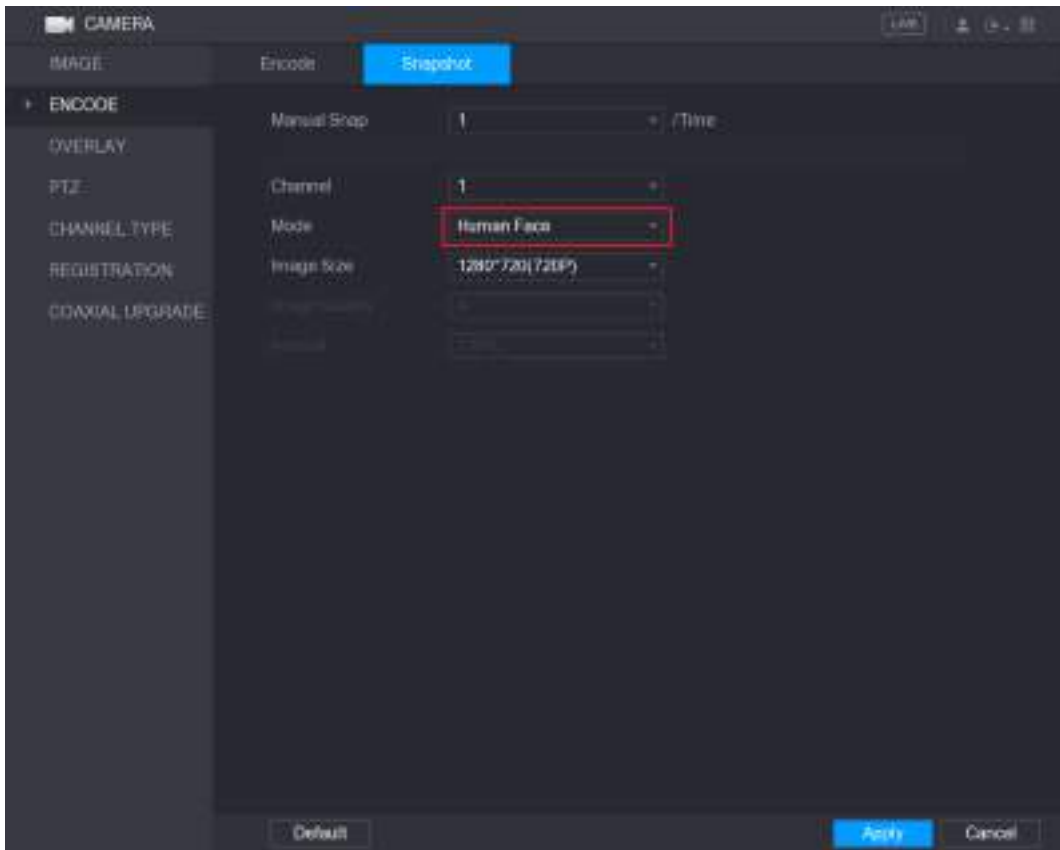 CAMERA
LIVE
IMAGE
Encode
Snapshot
ENCODE
Manual Snap
1
/Time
OVERLAY
PTZ
Channel
1
CHANNEL TYPE
Mode
Human Face
REGISTRATION
Image Size
1280*720(720P)
COAXIAL UPGRADE
Default
Apply
Cancel